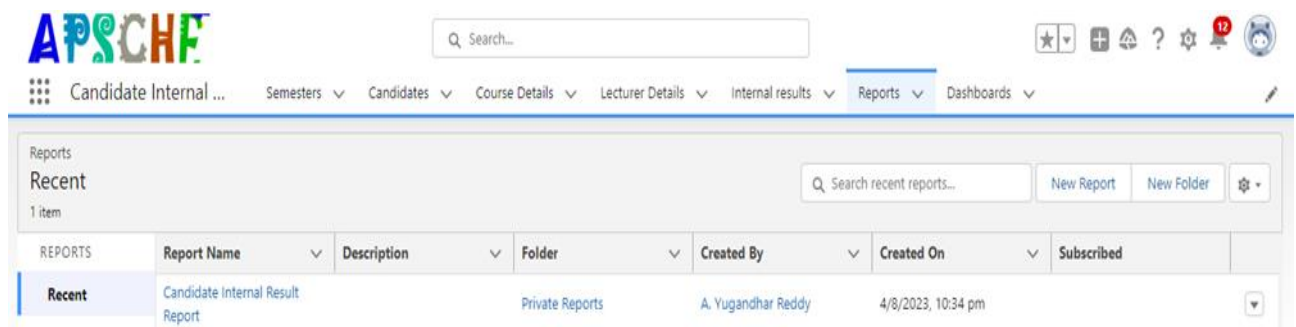 APSCHE
Search...
12
Candidate Internal ...
Semesters
Candidates
Course Details
Lecturer Details
Internal results
Reports
Dashboards
Reports
Recent
1 item
Search recent reports...
New Report
New Folder
REPORTS
Report Name
Description
Folder
Created By
Created On
Subscribed
Recent
Candidate Internal Result
Report
Private Reports
A. Yugandhar Reddy
4/8/2023, 10:34 pm